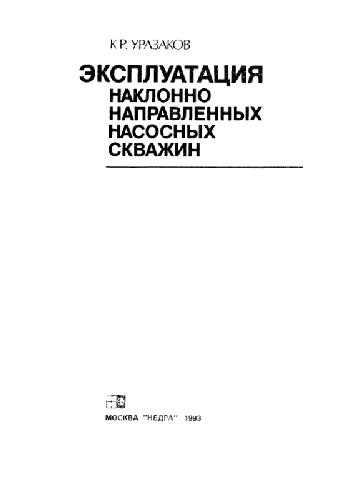 К.Р. УРАЗАКОВ
ЭКСПЛУАТАЦИЯ
НАКЛОННО
НАПРАВЛЕННЫХ
НАСОСНЫХ
СКВАЖИН
МОСКВА "НЕДРА" 1993